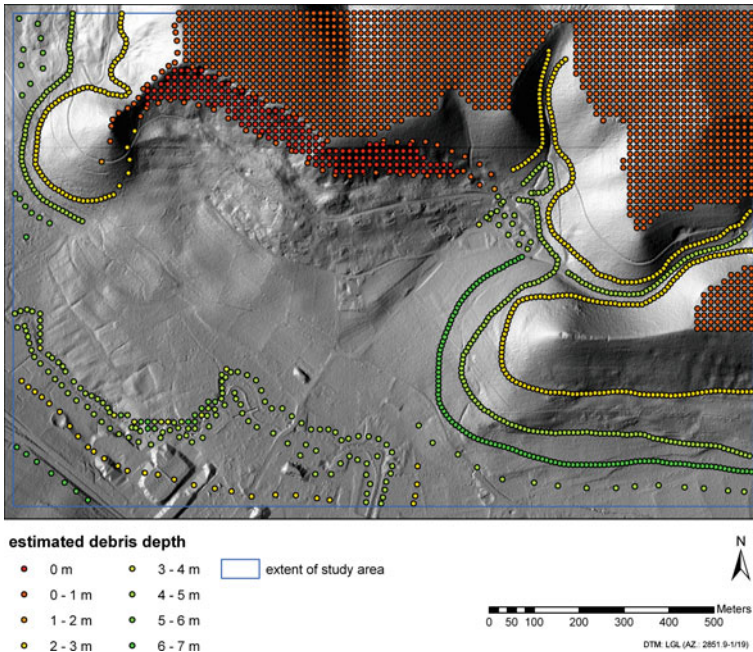 estimated debris depth
0 m
0 - 1 m
1 - 2 m
2 - 3 m
3 - 4 m
4 - 5 m
5 - 6 m
6 - 7 m
extent of study area
N
Meters
0 50 100 200 300 400 500
DTM: LGL (AZ.: 2851.9-1/19)